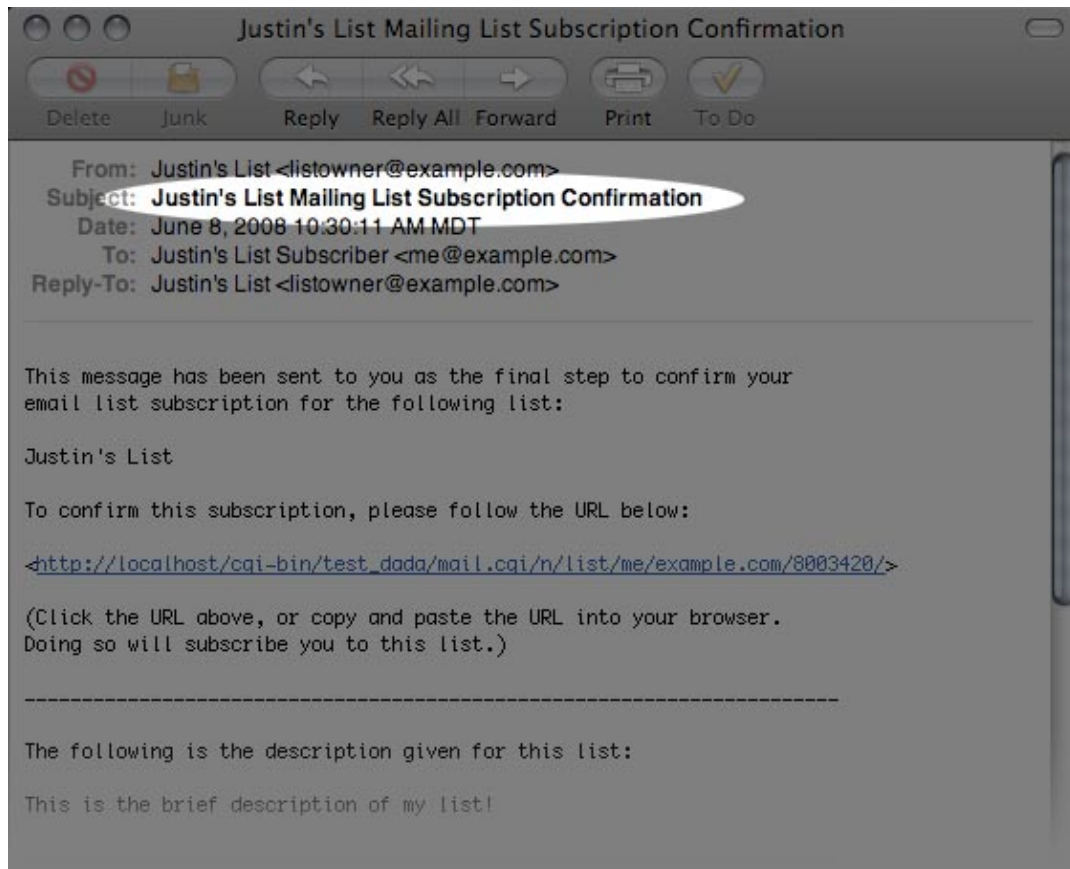 Justin's List Mailing List Subscription Confirmation
Delete Junk Reply Reply All Forward Print To Do
From: Justin's List <listowner@example.com>
Subject: Justin's List Mailing List Subscription Confirmation
Date: June 8, 2008 10:30:11 AM MDT
To: Justin's List Subscriber <me@example.com>
Reply-To: Justin's List <listowner@example.com>
This message has been sent to you as the final step to confirm your
email list subscription for the following list:
Justin's List
To confirm this subscription, please follow the URL below:
<http://localhost/cgi-bin/test_dada/mail.cgi/n/list/me/example.com/8003420/>
(Click the URL above, or copy and paste the URL into your browser.
Doing so will subscribe you to this list.)
----------------------------------------------------------------------
The following is the description given for this list:
This is the brief description of my list!